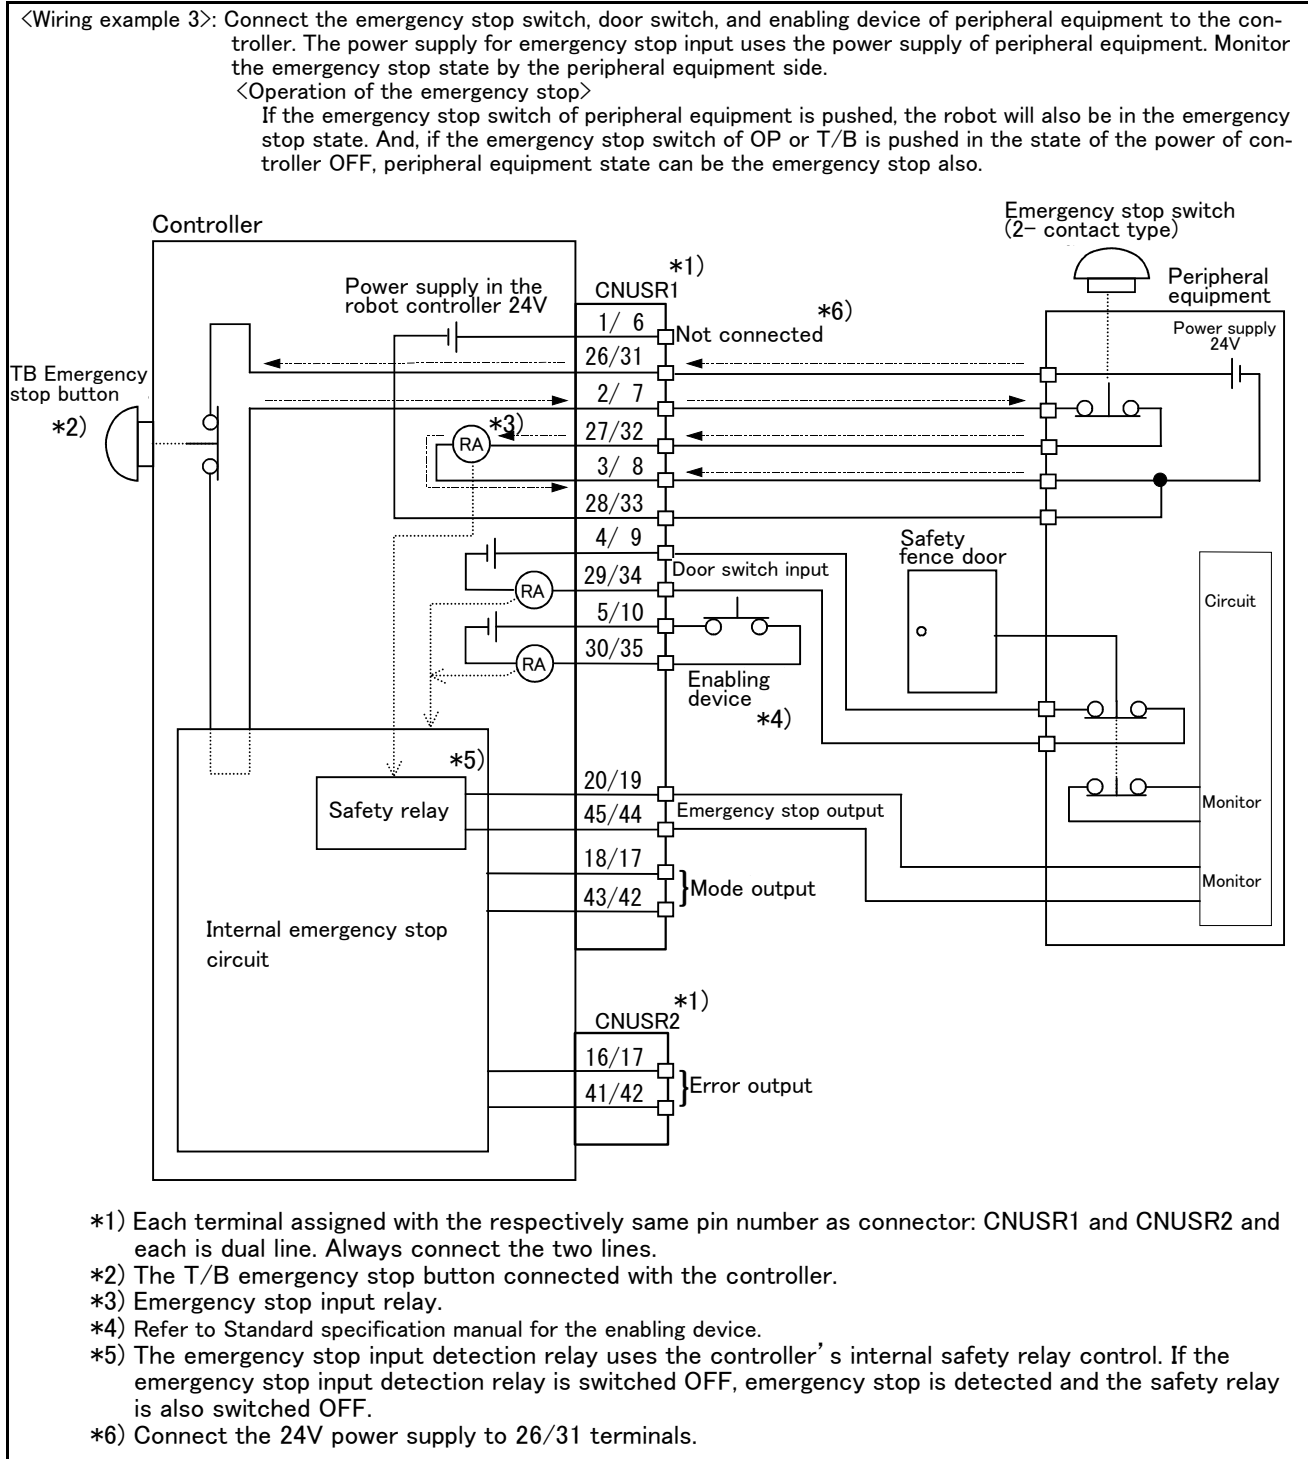 <Wiring example 3>: Connect the emergency stop switch, door switch, and enabling device of peripheral equipment to the con-
troller. The power supply for emergency stop input uses the power supply of peripheral equipment. Monitor
the emergency stop state by the peripheral equipment side.
<Operation of the emergency stop>
If the emergency stop switch of peripheral equipment is pushed, the robot will also be in the emergency
stop state. And, if the emergency stop switch of OP or T/B is pushed in the state of the power of con-
troller OFF, peripheral equipment state can be the emergency stop also.
Emergency stop switch
(2- contact type)
Controller
*1)
CNUSR1
Power supply in the
robot controller 24V
Peripheral
equipment
1/ 6
Not connected
*6)
Power supply
24V
26/31
TB Emergency
stop button
*2)
2/ 7
*3)
RA
27/32
3/ 8
28/33
4/ 9
Safety
fence door
Door switch input
29/34
RA
Circuit
5/10
30/35
RA
Enabling
device
*4)
*5)
Safety relay
20/19
Emergency stop output
Monitor
45/44
18/17
Mode output
Monitor
43/42
Internal emergency stop
circuit
*1)
CNUSR2
16/17
Error output
41/42
*1) Each terminal assigned with the respectively same pin number as connector: CNUSR1 and CNUSR2 and
each is dual line. Always connect the two lines.
*2) The T/B emergency stop button connected with the controller.
*3) Emergency stop input relay.
*4) Refer to Standard specification manual for the enabling device.
*5) The emergency stop input detection relay uses the controller's internal safety relay control. If the
emergency stop input detection relay is switched OFF, emergency stop is detected and the safety relay
is also switched OFF.
*6) Connect the 24V power supply to 26/31 terminals.